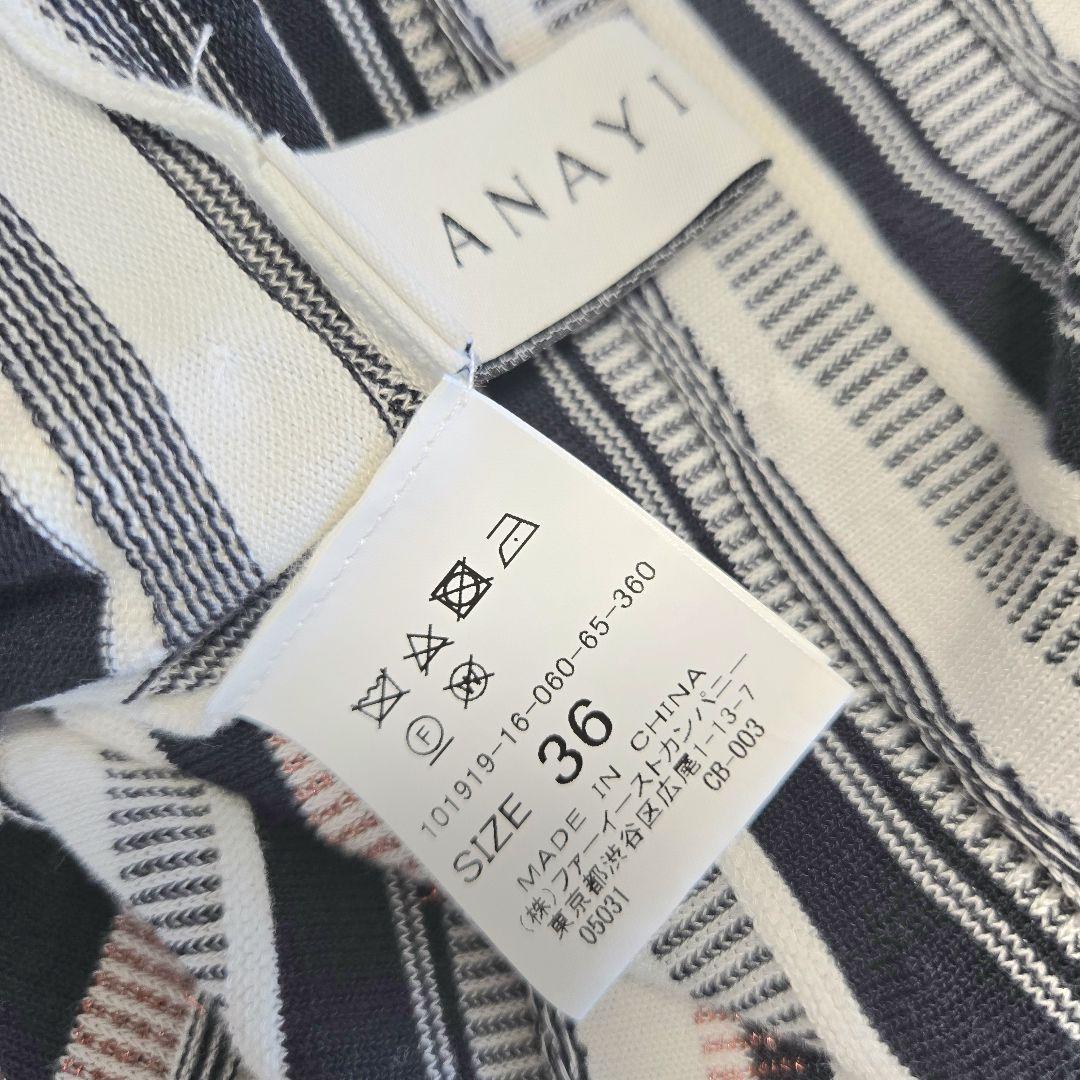 ANAYI
F
W
101919-16-060-65-360
SIZE 36
MADE IN CHINA
(株)ファーイーストカンパニー
東京都渋谷区広尾1-13-7
05031 CB-003